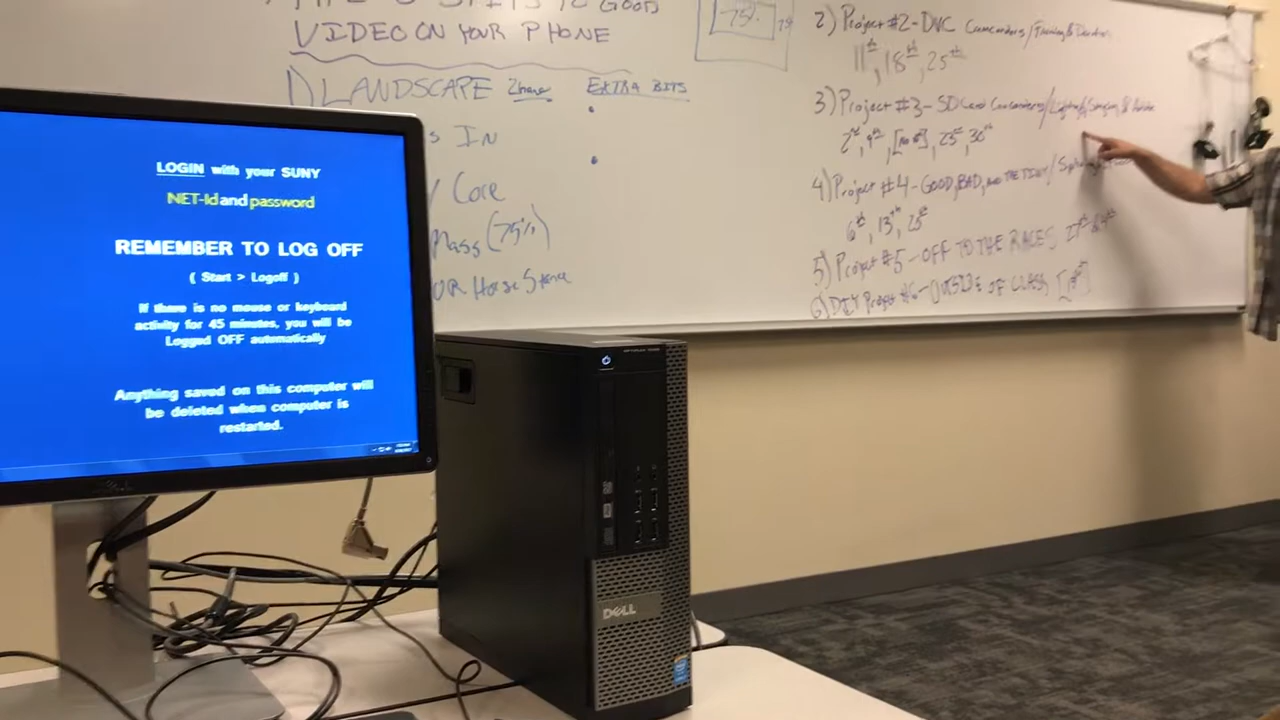 GOOD
VIDEO ON YOUR PHONE
1) LANDSCAPE
EXTRA BITS
S IN
Core
Mass (75%)
OR Horse Stance
75%
2) Project #2 - DVC Camcorders/
11th, 18th, 25th
3) Project #3 - SD Card Camcorders/Lighting, & Audio
2nd, 9th, 23rd, 30th
4) Project #4 - GOOD, BAD, AND THE
6th, 13th,
5) Project #5 - OFF TO THE RACES 27th & 4th
6) DIY Project #6 - OUTSIDE OF CLASS
LOGIN with your SUNY
NET-Id and password
REMEMBER TO LOG OFF
( Start > Logoff )
If there is no mouse or keyboard
activity for 45 minutes, you will be
Logged OFF automatically
Anything saved on this computer will
be deleted when computer is
restarted.
DELL
DELL